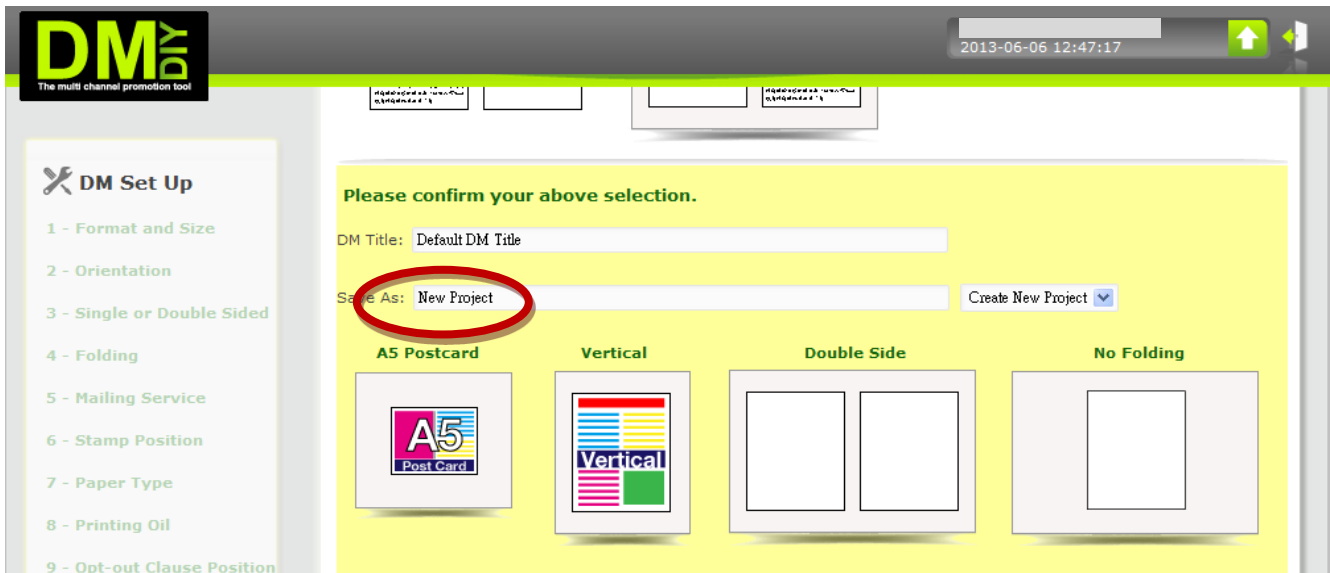 DM DIY
The multi channel promotion tool
2013-06-06 12:47:17
DM Set Up
1 - Format and Size
2 - Orientation
3 - Single or Double Sided
4 - Folding
5 - Mailing Service
6 - Stamp Position
7 - Paper Type
8 - Printing Oil
9 - Opt-out Clause Position
Please confirm your above selection.
DM Title: Default DM Title
Save As: New Project Create New Project
A5 Postcard Vertical Double Side No Folding
A5
Post Card
Vertical